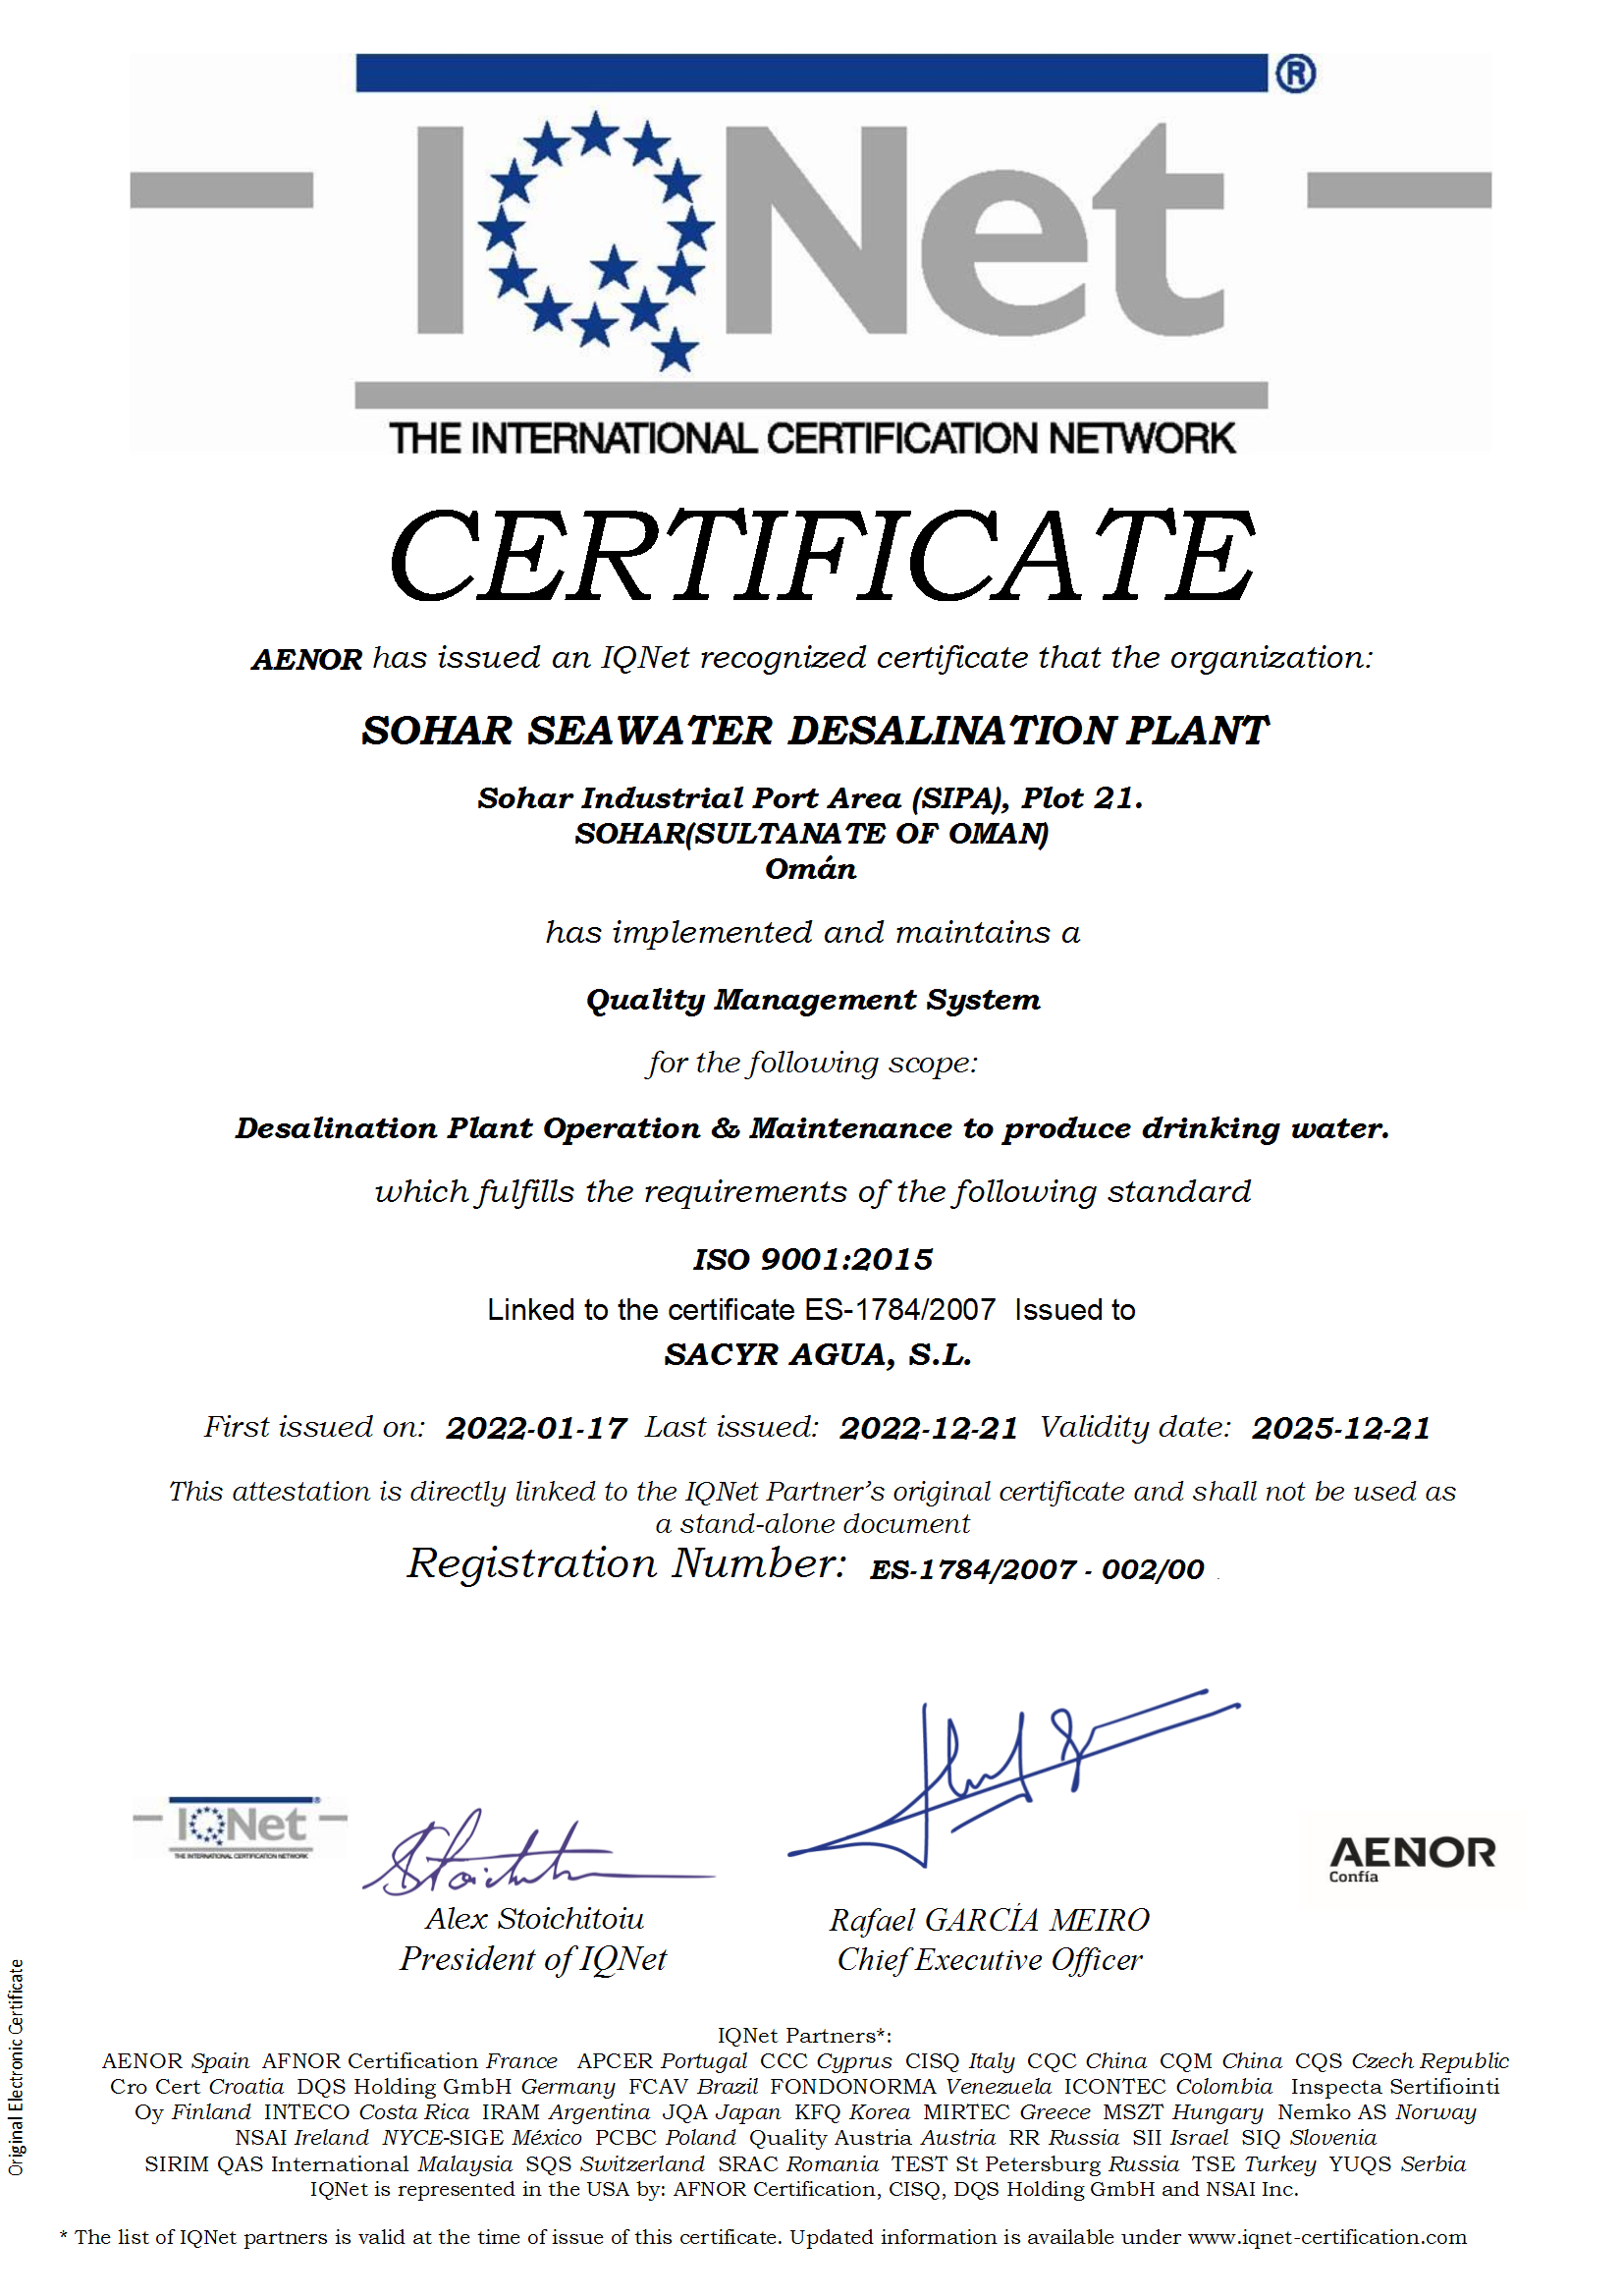 IQNet®
THE INTERNATIONAL CERTIFICATION NETWORK
CERTIFICATE
AENOR has issued an IQNet recognized certificate that the organization:
SOHAR SEAWATER DESALINATION PLANT
Sohar Industrial Port Area (SIPA), Plot 21.
SOHAR(SULTANATE OF OMAN)
Omán
has implemented and maintains a
Quality Management System
for the following scope:
Desalination Plant Operation & Maintenance to produce drinking water.
which fulfills the requirements of the following standard
ISO 9001:2015
Linked to the certificate ES-1784/2007 Issued to
SACYR AGUA, S.L.
First issued on: 2022-01-17 Last issued: 2022-12-21 Validity date: 2025-12-21
This attestation is directly linked to the IQNet Partner’s original certificate and shall not be used as
a stand-alone document
Registration Number: ES-1784/2007 - 002/00
IQNet®
THE INTERNATIONAL CERTIFICATION NETWORK
AENOR
Confía
Alex Stoichitoiu
President of IQNet
Rafael GARCÍA MEIRO
Chief Executive Officer
Original Electronic Certificate
IQNet Partners*:
AENOR Spain AFNOR Certification France APCER Portugal CCC Cyprus CISQ Italy CQC China CQM China CQS Czech Republic
Cro Cert Croatia DQS Holding GmbH Germany FCAV Brazil FONDONORMA Venezuela ICONTEC Colombia Inspecta Sertifiointi
Oy Finland INTECO Costa Rica IRAM Argentina JQA Japan KFQ Korea MIRTEC Greece MSZT Hungary Nemko AS Norway
NSAI Ireland NYCE-SIGE México PCBC Poland Quality Austria Austria RR Russia SII Israel SIQ Slovenia
SIRIM QAS International Malaysia SQS Switzerland SRAC Romania TEST St Petersburg Russia TSE Turkey YUQS Serbia
IQNet is represented in the USA by: AFNOR Certification, CISQ, DQS Holding GmbH and NSAI Inc.
* The list of IQNet partners is valid at the time of issue of this certificate. Updated information is available under www.iqnet-certification.com